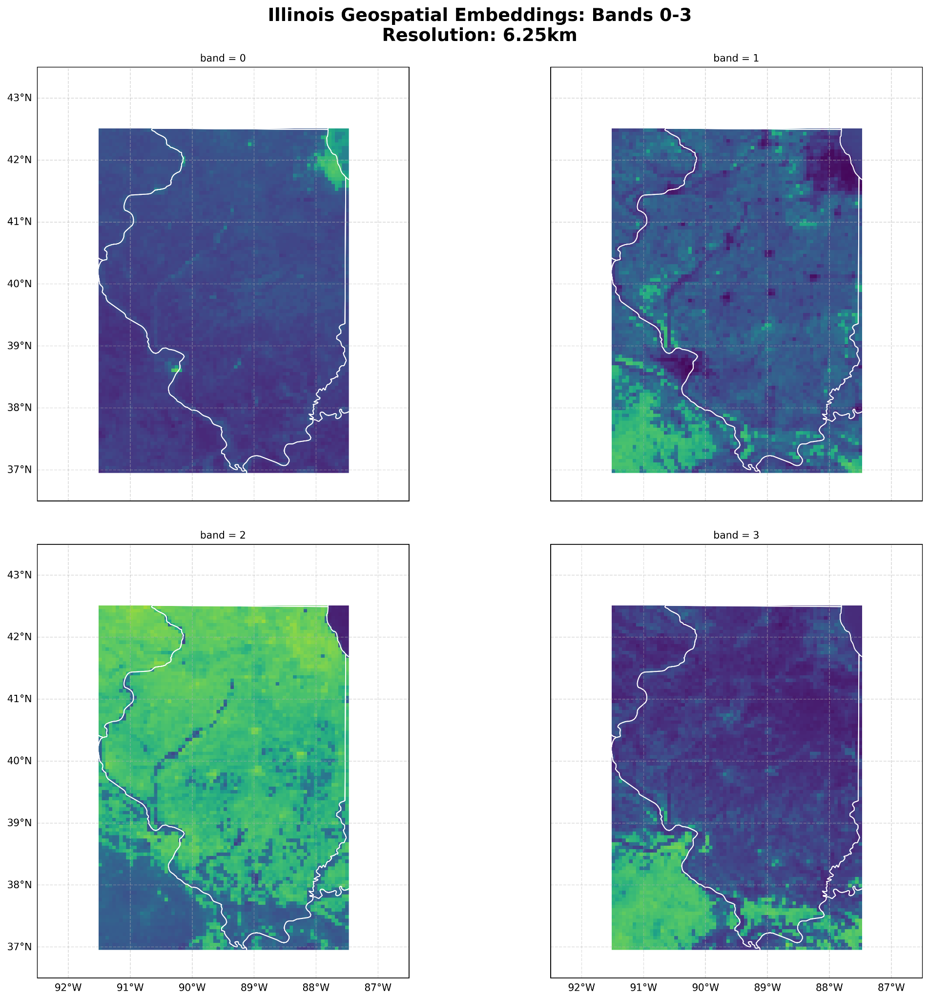 Illinois Geospatial Embeddings: Bands 0-3
Resolution: 6.25km
band = 0
band = 1
43°N
42°N
41°N
40°N
39°N
38°N
37°N
band = 2
band = 3
43°N
42°N
41°N
40°N
39°N
38°N
37°N
92°W 91°W 90°W 89°W 88°W 87°W
92°W 91°W 90°W 89°W 88°W 87°W